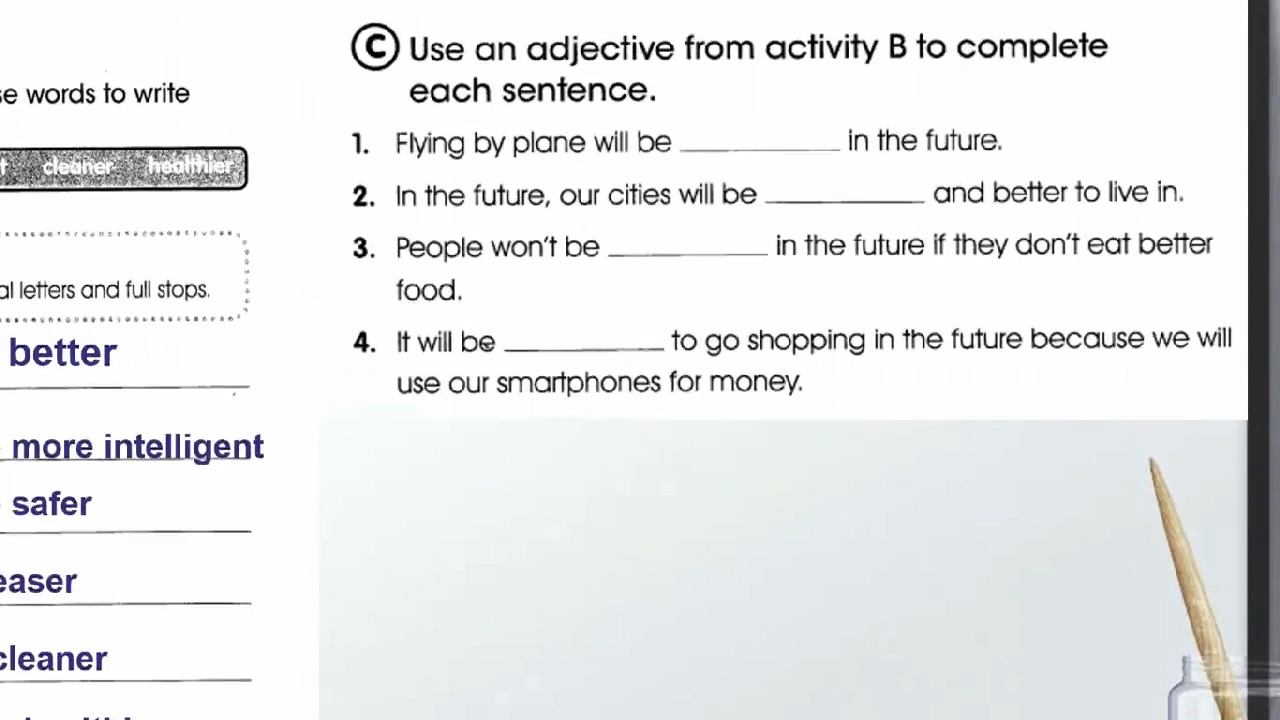 C Use an adjective from activity B to complete
each sentence.
1. Flying by plane will be ____________ in the future.
2. In the future, our cities will be ____________ and better to live in.
3. People won't be ____________ in the future if they don't eat better
food.
4. It will be ____________ to go shopping in the future because we will
use our smartphones for money.
words to write
cleaner healthier
letters and full stops.
better
more intelligent
safer
easer
cleaner